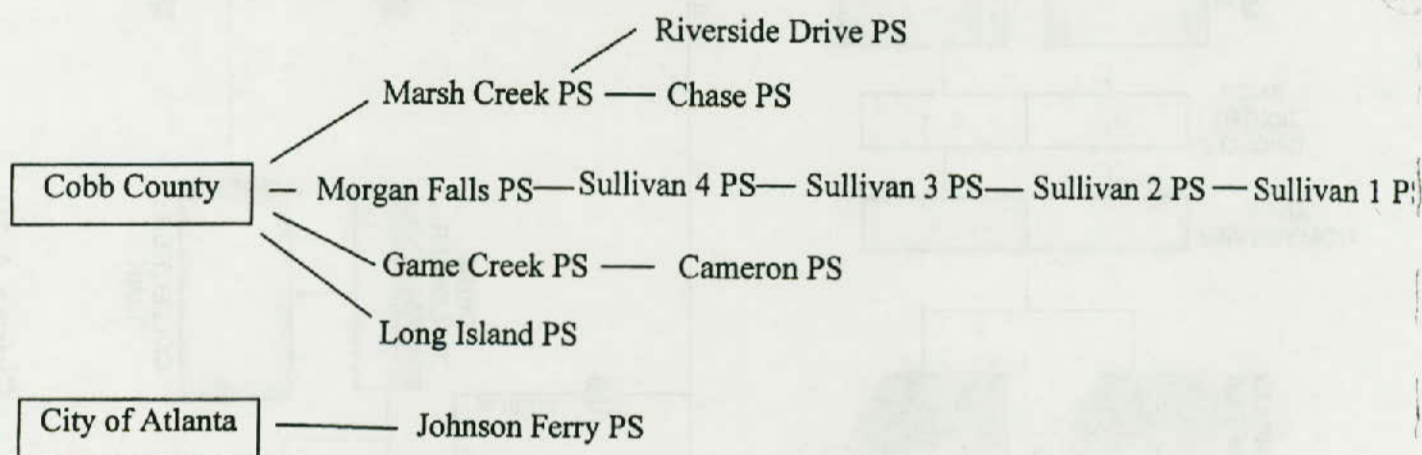 Riverside Drive PS
Marsh Creek PS — Chase PS
Cobb County — Morgan Falls PS — Sullivan 4 PS — Sullivan 3 PS — Sullivan 2 PS — Sullivan 1 P
Game Creek PS — Cameron PS
Long Island PS
City of Atlanta — Johnson Ferry PS